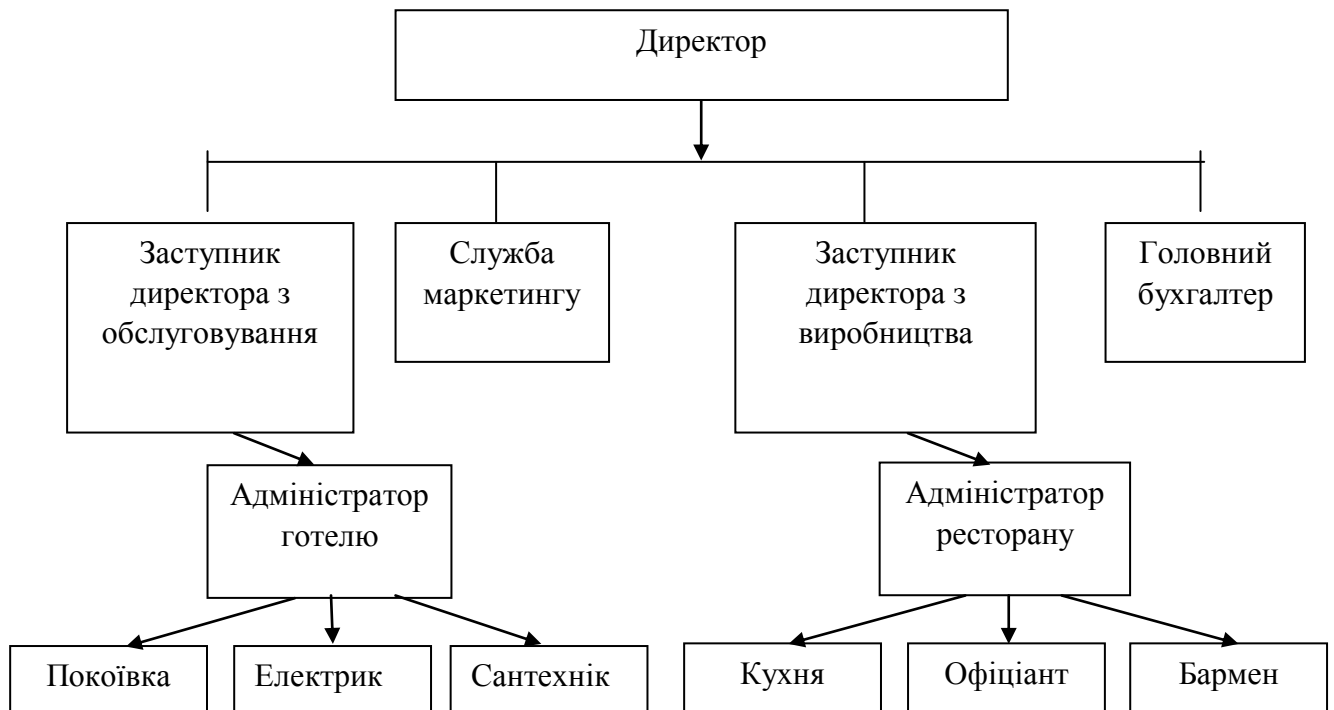 Директор
Заступник
директора з
обслуговування
Служба
маркетингу
Заступник
директора з
виробництва
Головний
бухгалтер
Адміністратор
готелю
Адміністратор
ресторану
Покоївка
Електрик
Сантехнік
Кухня
Офіціант
Бармен